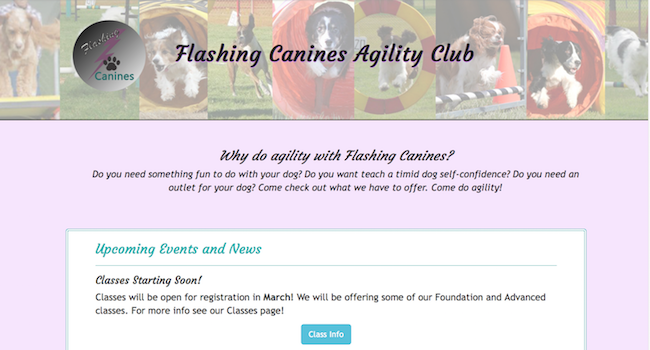 Flashing
Canines
Flashing Canines Agility Club
Why do agility with Flashing Canines?
Do you need something fun to do with your dog? Do you want teach a timid dog self-confidence? Do you need an
outlet for your dog? Come check out what we have to offer. Come do agility!
Upcoming Events and News
Classes Starting Soon!
Classes will be open for registration in March! We will be offering some of our Foundation and Advanced
classes. For more info see our Classes page!
Class Info